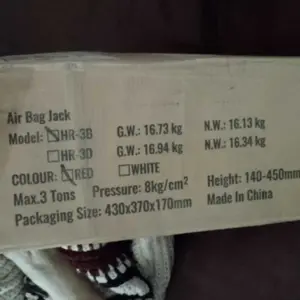 Air Bag Jack
Model: ☑HR-3B G.W.: 16.73 kg N.W.: 16.13 kg
☐HR-3D G.W.: 16.94 kg N.W.: 16.34 kg
COLOUR: ☑RED ☐WHITE
Max.3 Tons Pressure: 8kg/cm² Height: 140-450mm
Packaging Size: 430x370x170mm Made In China